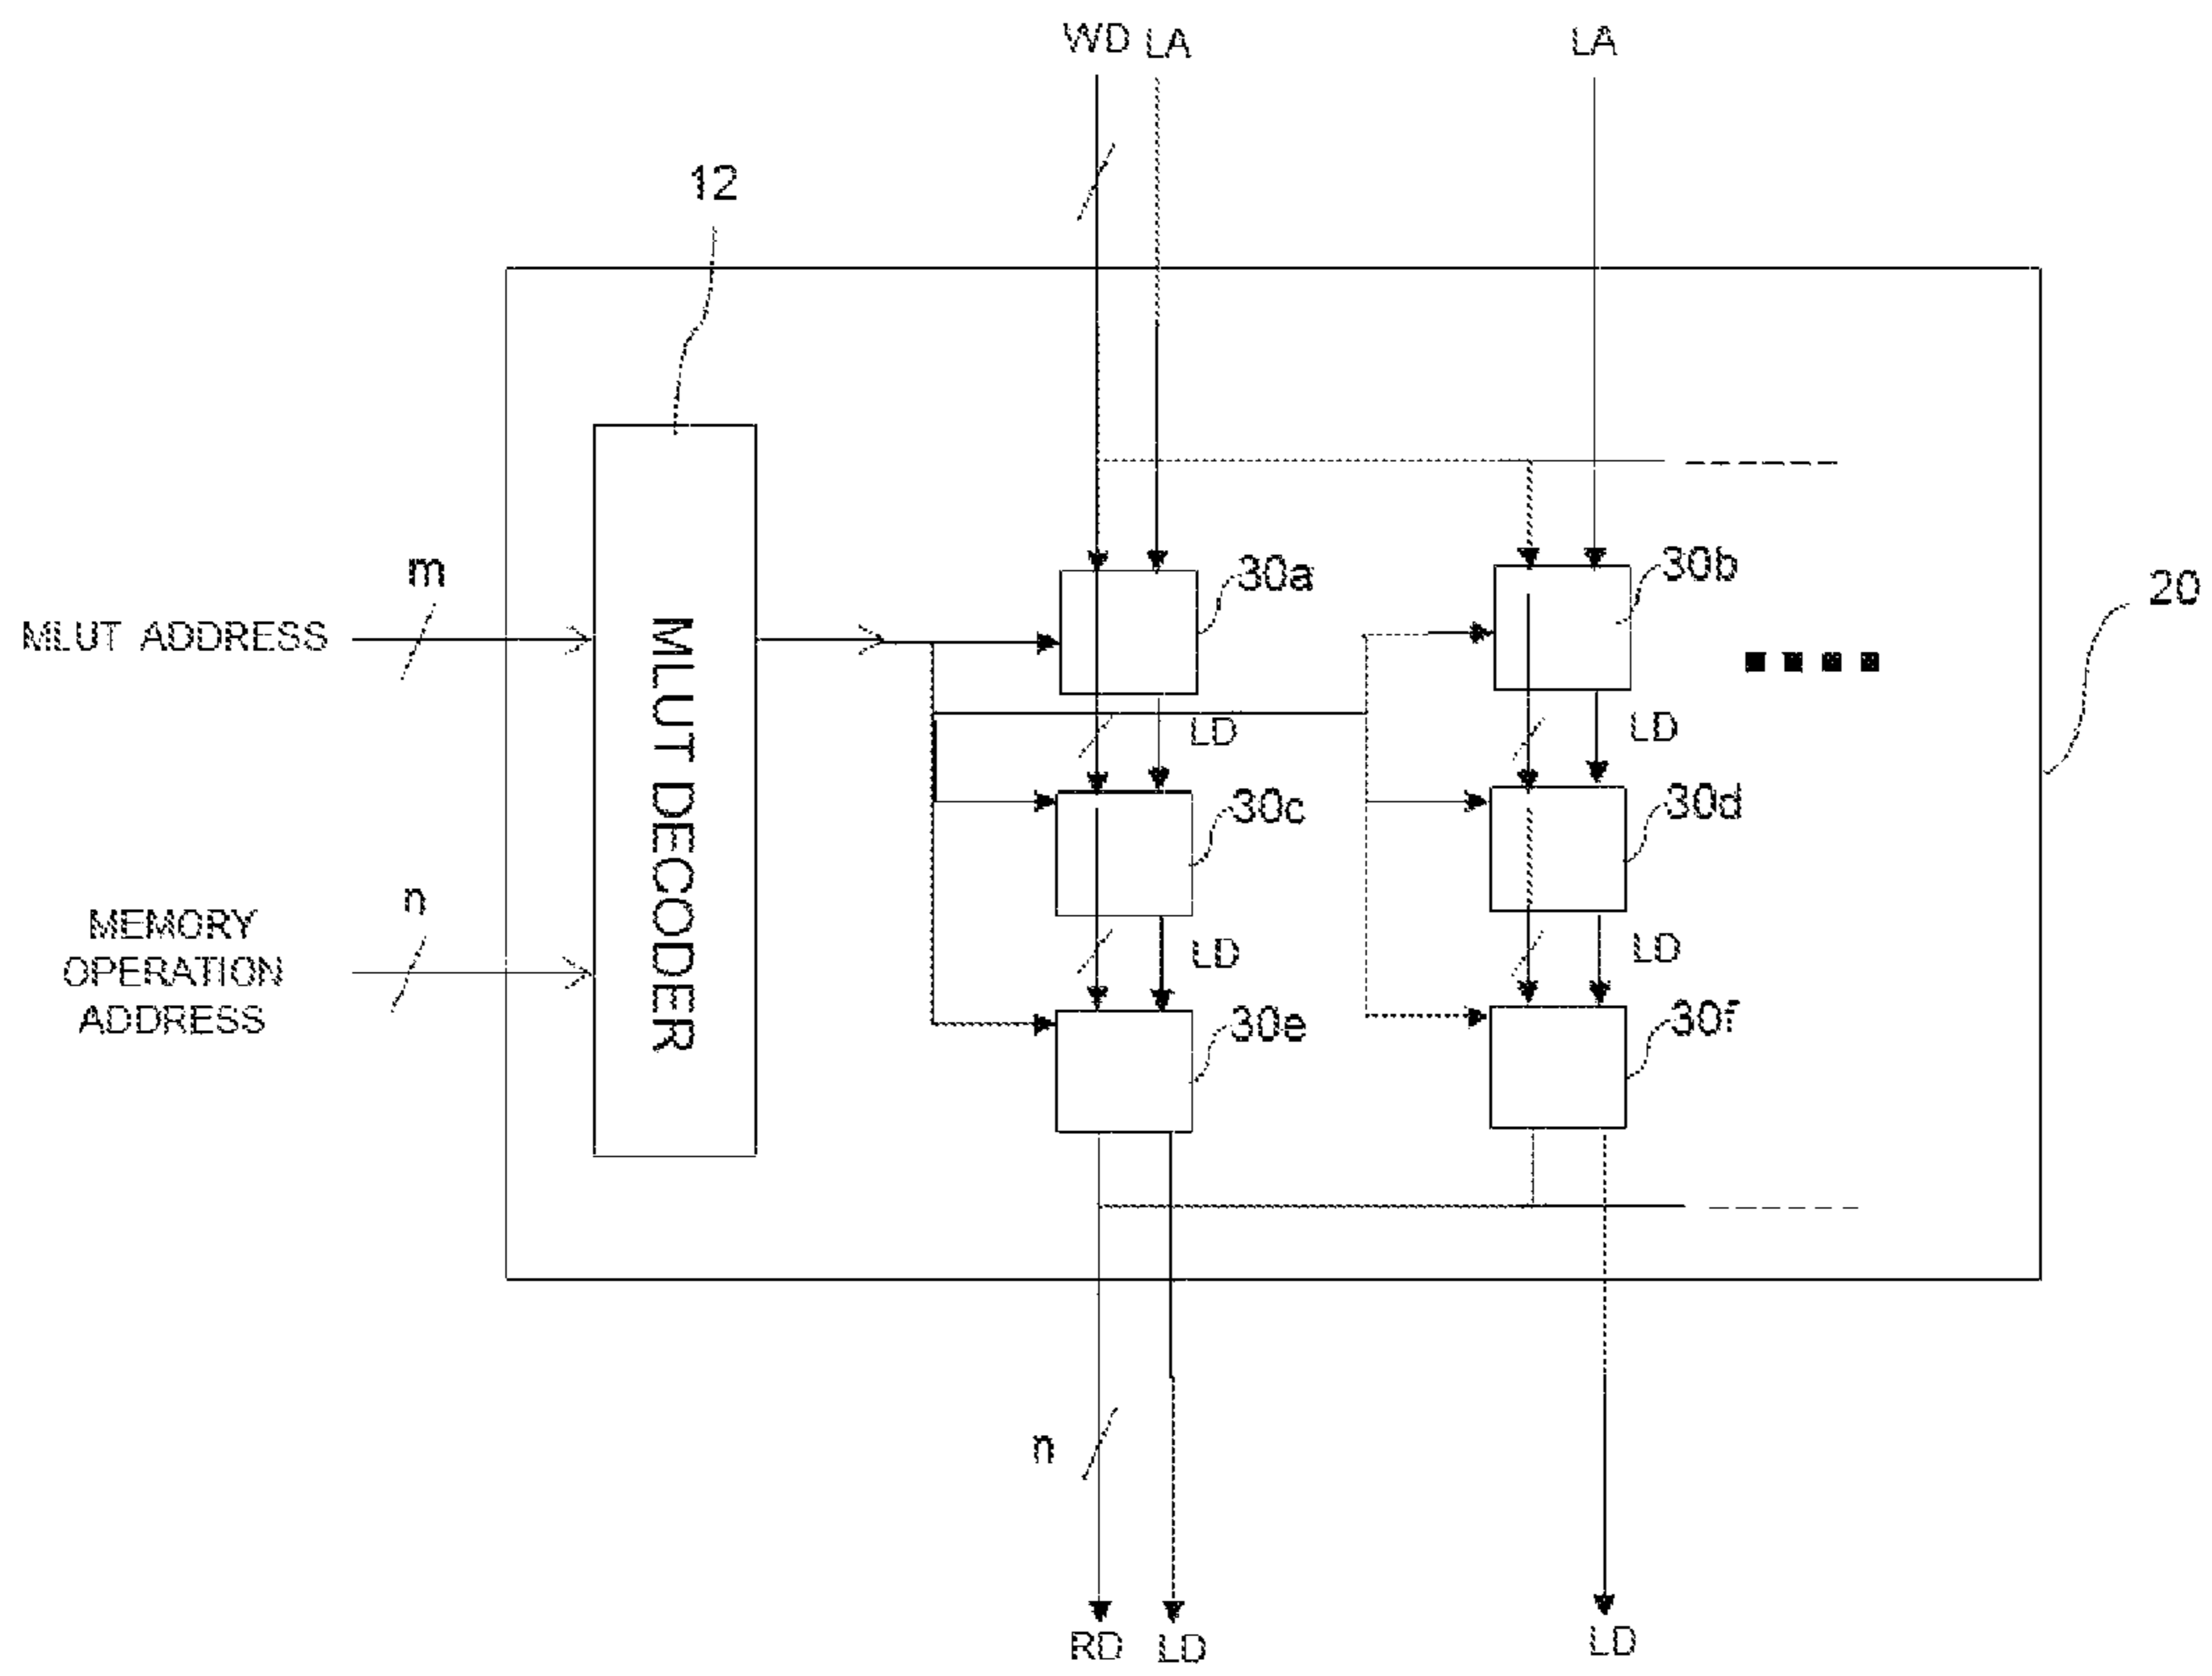 WD LA
LA
12
30a
30b
m
20
MLUT ADDRESS
MLUT DECODER
LD
LD
30c
30d
n
MEMORY
OPERATION
ADDRESS
LD
LD
30e
30f
n
RD
LD
LD